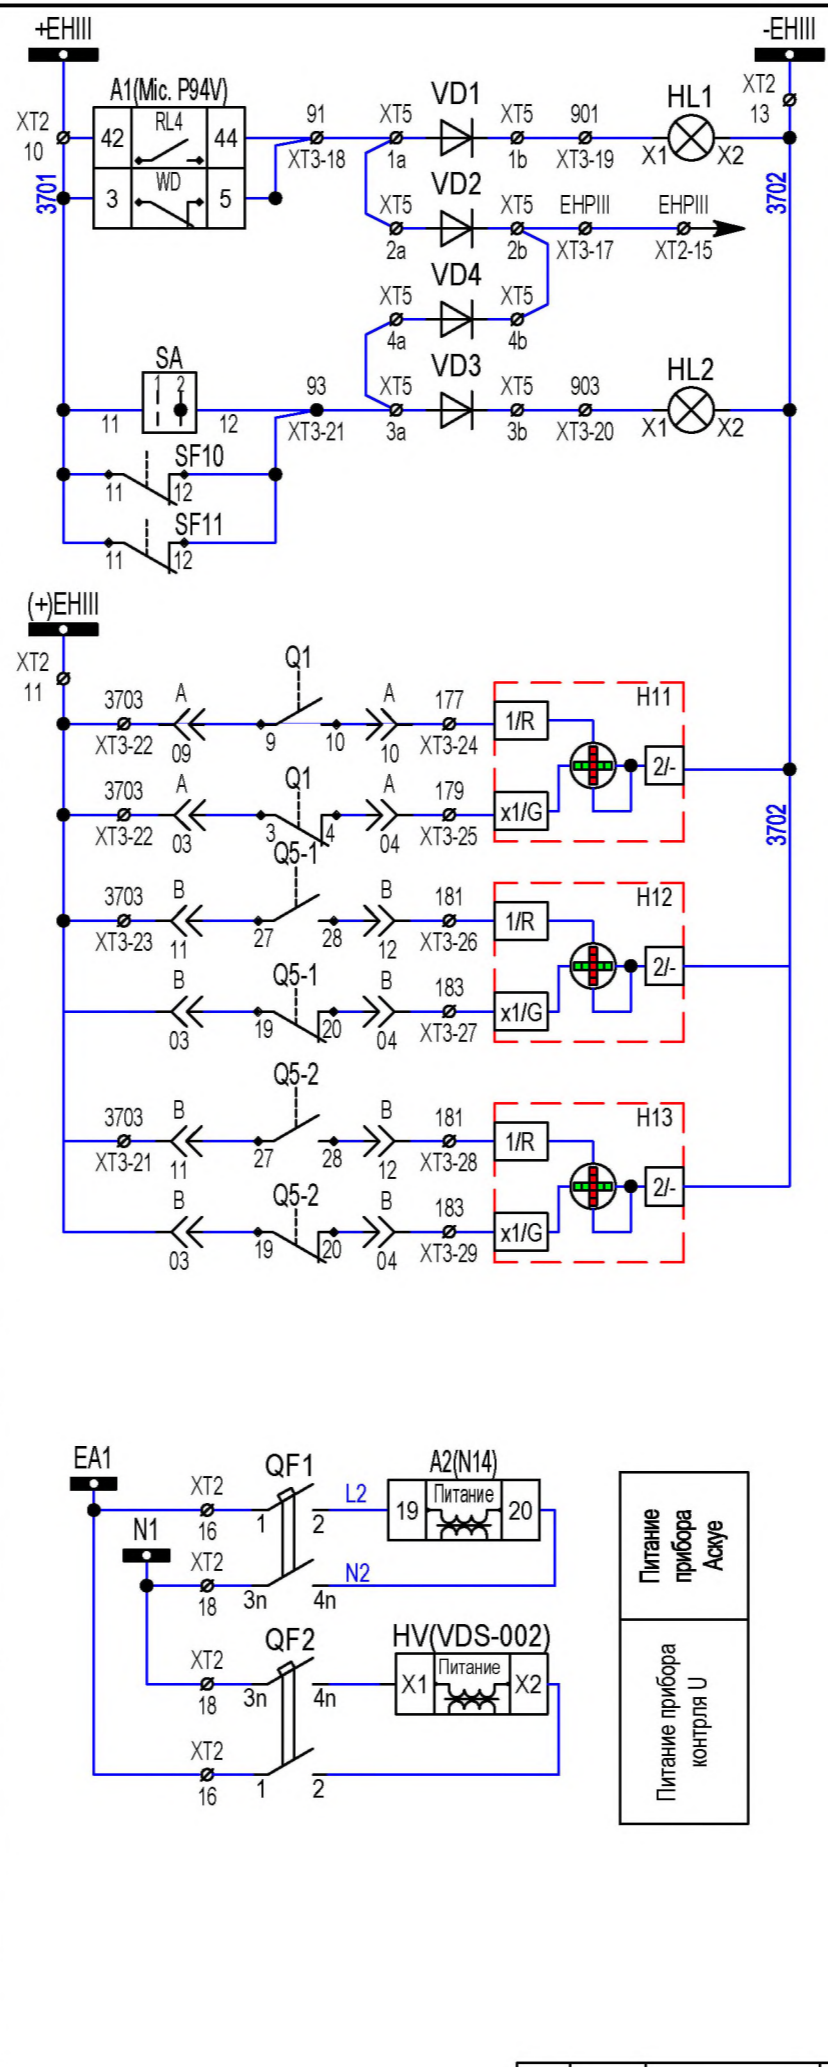 +EHIII -EHIII
A1(Mic. P94V)
XT2 10
42 RL4 44
3 WD 5
3701
91 XT3-18
XT5 1a
VD1
XT5 1b
901 XT3-19
HL1
X1 X2
XT2 13
3702
XT5 2a
VD2
XT5 2b
EHPIII XT3-17
EHPIII XT2-15
XT5 4a
VD4
XT5 4b
SA
1 2
11 12
93 XT3-21
XT5 3a
VD3
XT5 3b
903 XT3-20
HL2
X1 X2
SF10
11 12
SF11
11 12
(+)EHIII
XT2 11
3703 XT3-22
A 09
Q1
9 10
A 10
177 XT3-24
1/R
H11
2/-
3703 XT3-22
A 03
Q1
3 4
A 04
179 XT3-25
x1/G
3702
3703 XT3-23
B 11
Q5-1
27 28
B 12
181 XT3-26
1/R
H12
2/-
B 03
Q5-1
19 20
B 04
183 XT3-27
x1/G
3703 XT3-21
B 11
Q5-2
27 28
B 12
181 XT3-28
1/R
H13
2/-
B 03
Q5-2
19 20
B 04
183 XT3-29
x1/G
EA1
XT2 16
QF1
1 2
L2
A2(N14)
19 Питание 20
N1
XT2 18
3n 4n
N2
QF2
XT2 18
3n 4n
HV(VDS-002)
X1 Питание X2
XT2 16
1 2
Питание
прибора
Аскуе
Питание прибора
контрля U